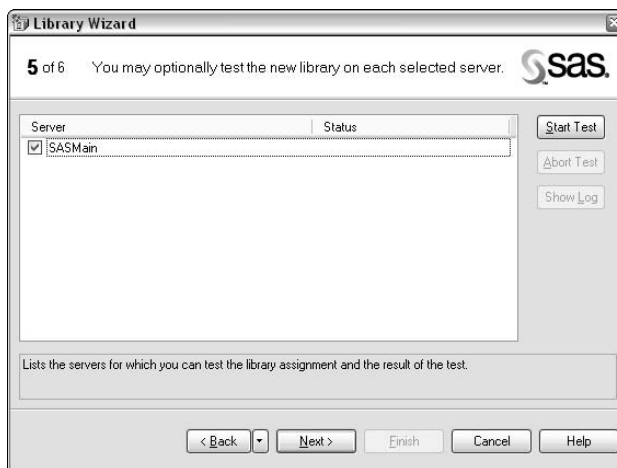 Library Wizard
5 of 6 You may optionally test the new library on each selected server.
sas.
Server Status
Start Test
SASMain
Abort Test
Show Log
Lists the servers for which you can test the library assignment and the result of the test.
< Back Next > Finish Cancel Help